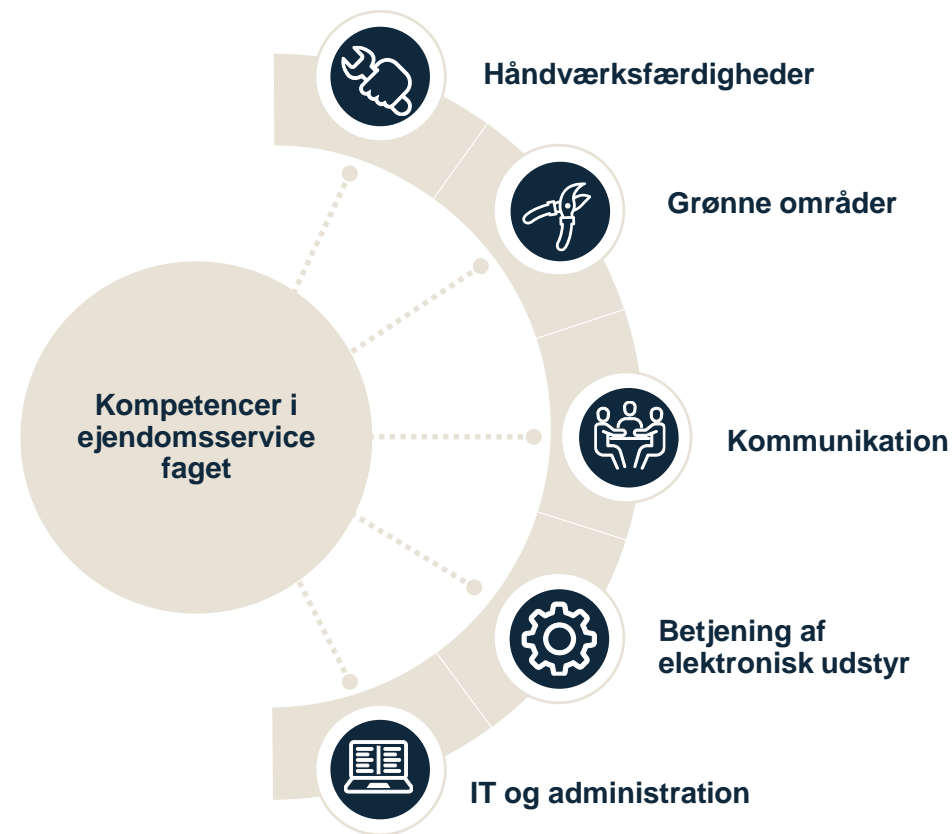 Håndværksfærdigheder
Grønne områder
Kompetencer i
ejendomsservice
faget
Kommunikation
Betjening af
elektronisk udstyr
IT og administration